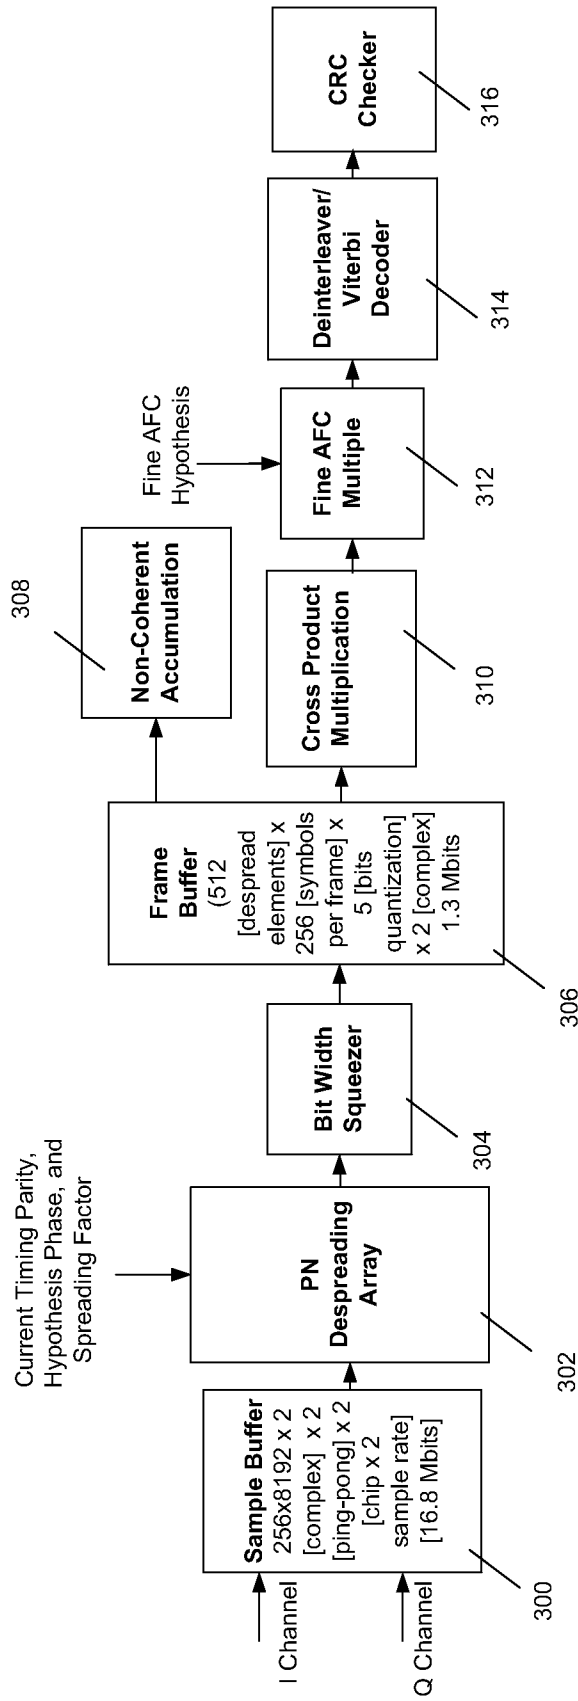 I Channel
Q Channel
Sample Buffer
256x8192 x 2
[complex] x 2
[ping-pong] x 2
[chip x 2
sample rate]
[16.8 Mbits]
300
Current Timing Parity,
Hypothesis Phase, and
Spreading Factor
PN
Despreading
Array
302
Bit Width
Squeezer
304
Frame
Buffer
(512
[despread
elements] x
256 [symbols
per frame] x
5 [bits
quantization]
x 2 [complex]
1.3 Mbits
306
Non-Coherent
Accumulation
308
Cross Product
Multiplication
310
Fine AFC
Hypothesis
Fine AFC
Multiple
312
Deinterleaver/
Viterbi
Decoder
314
CRC
Checker
316